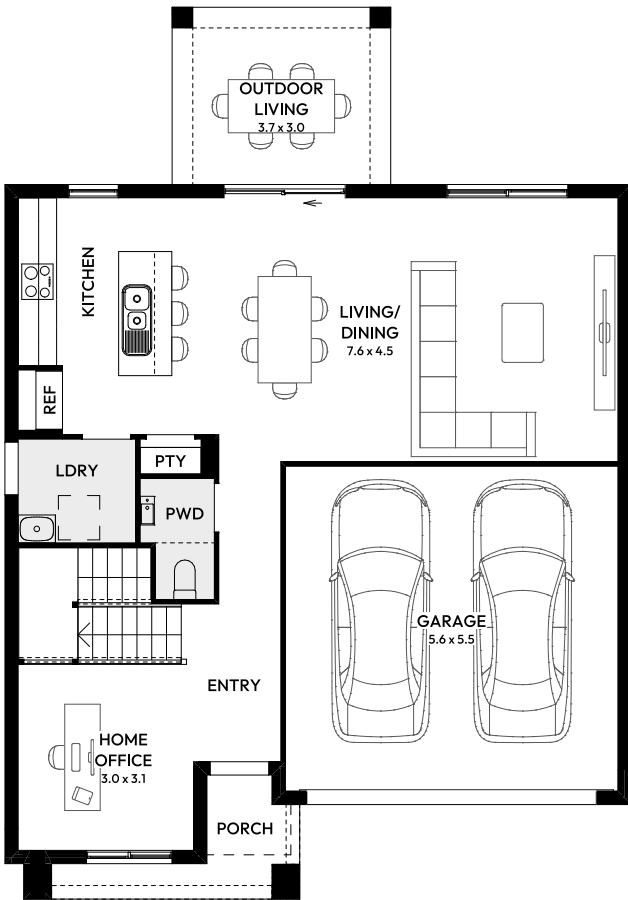 OUTDOOR
LIVING
3.7 x 3.0
KITCHEN
LIVING/
DINING
7.6 x 4.5
REF
PTY
LDRY
PWD
GARAGE
5.6 x 5.5
ENTRY
HOME
OFFICE
3.0 x 3.1
PORCH